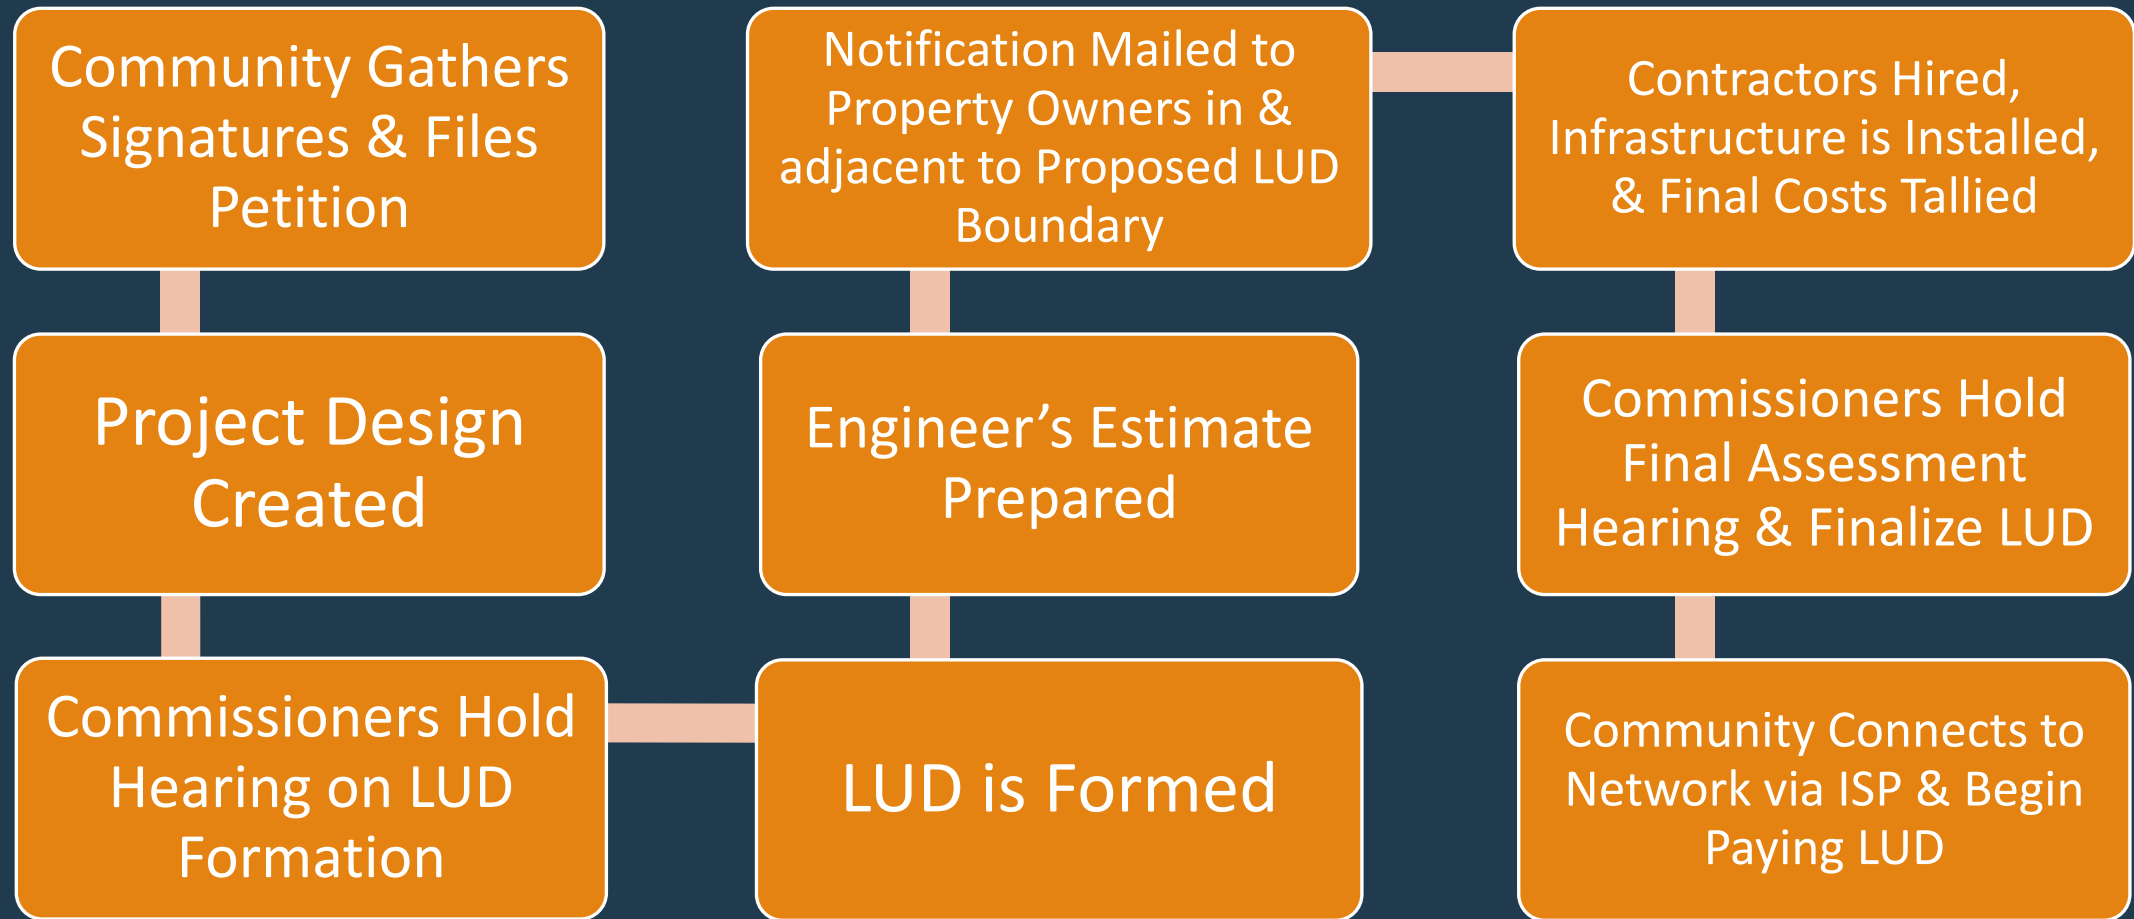 Community Gathers
Signatures & Files
Petition
Project Design
Created
Commissioners Hold
Hearing on LUD
Formation
LUD is Formed
Engineer’s Estimate
Prepared
Notification Mailed to
Property Owners in &
adjacent to Proposed LUD
Boundary
Contractors Hired,
Infrastructure is Installed,
& Final Costs Tallied
Commissioners Hold
Final Assessment
Hearing & Finalize LUD
Community Connects to
Network via ISP & Begin
Paying LUD